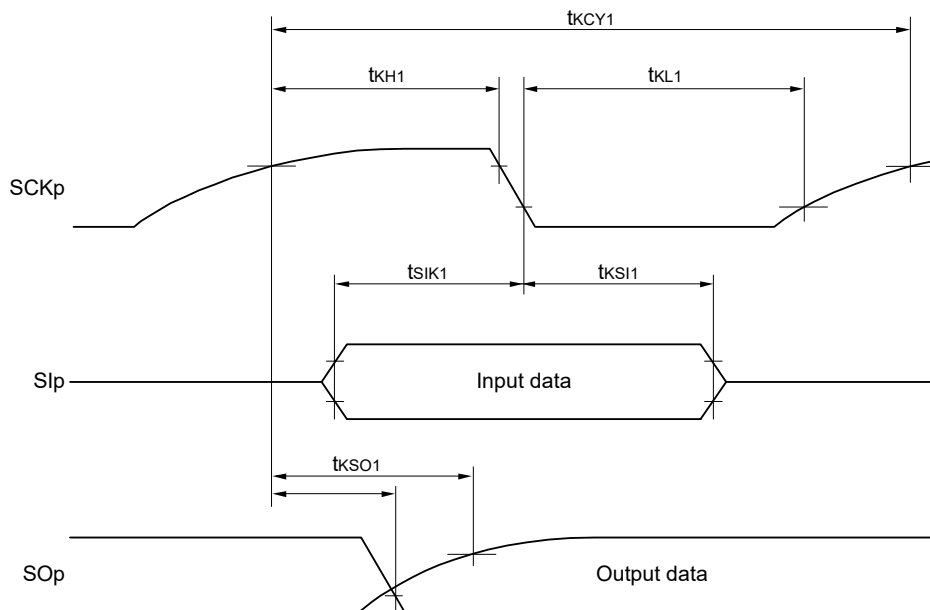 tKCY1
tKH1
tKL1
SCKp
tSIK1
tKSI1
SIp
Input data
tKSO1
SOp
Output data